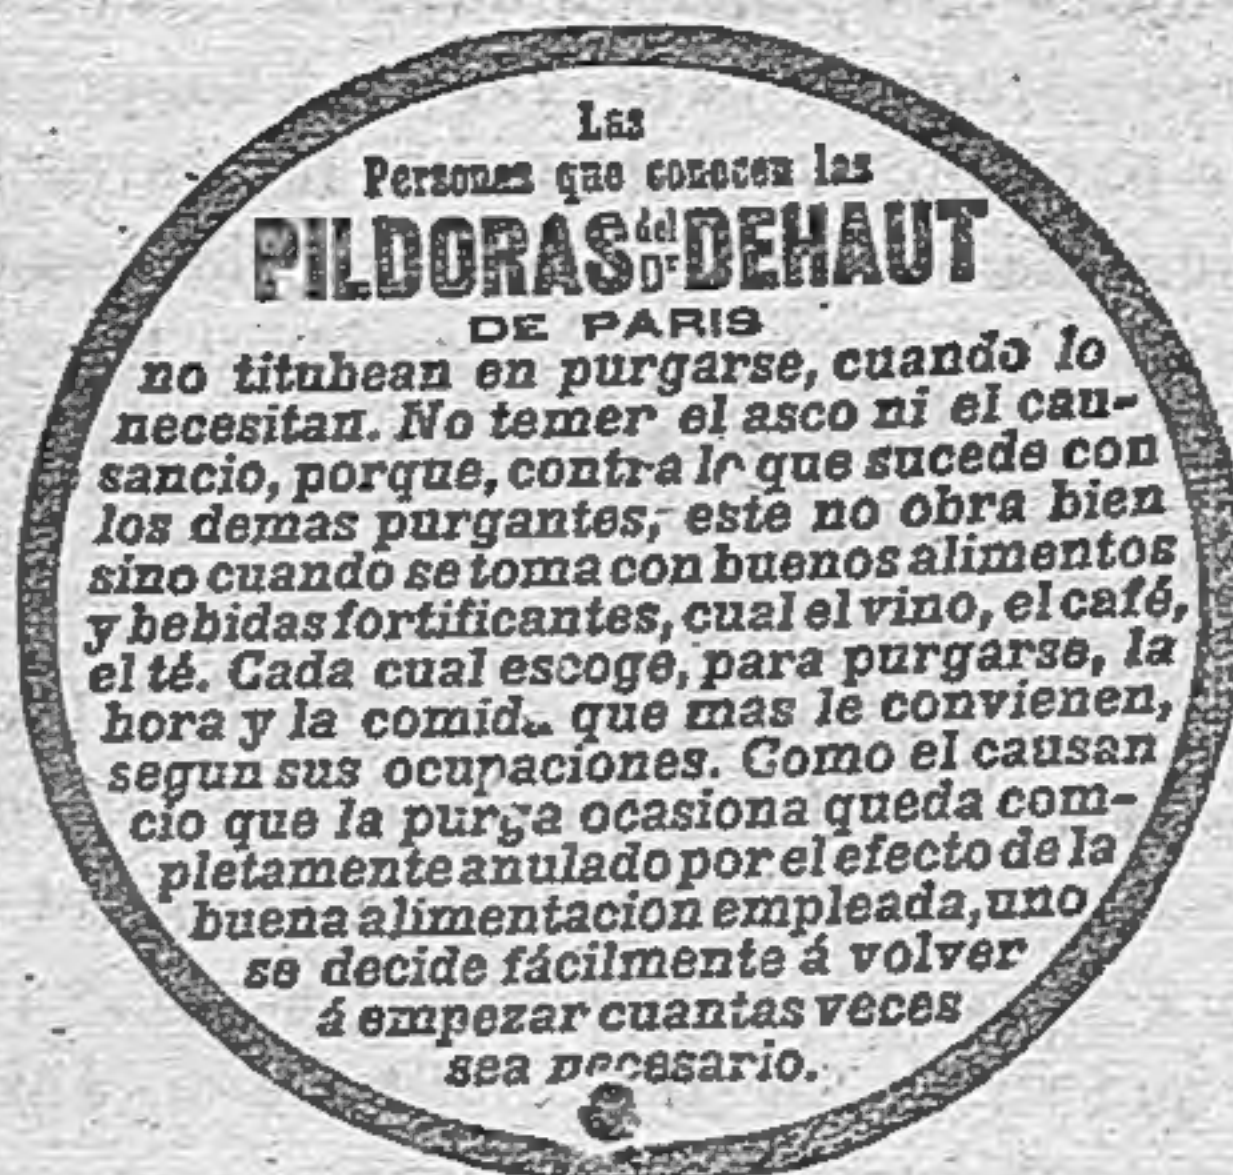 Las
Personas que conocen las
PILDORAS del Dr DEHAUT
DE PARIS
no titubean en purgarse, cuando lo
necesitan. No temer el asco ni el cau-
sancio, porque, contra lo que sucede con
los demas purgantes, este no obra bien
sino cuando se toma con buenos alimentos
y bebidas fortificantes, cual el vino, el café,
el té. Cada cual escoge, para purgarse, la
hora y la comida que mas le convienen,
segun sus ocupaciones. Como el causan
cio que la purga ocasiona queda com-
pletamente anulado por el efecto de la
buena alimentacion empleada, uno
se decide fácilmente á volver
á empezar cuantas veces
sea necesario.